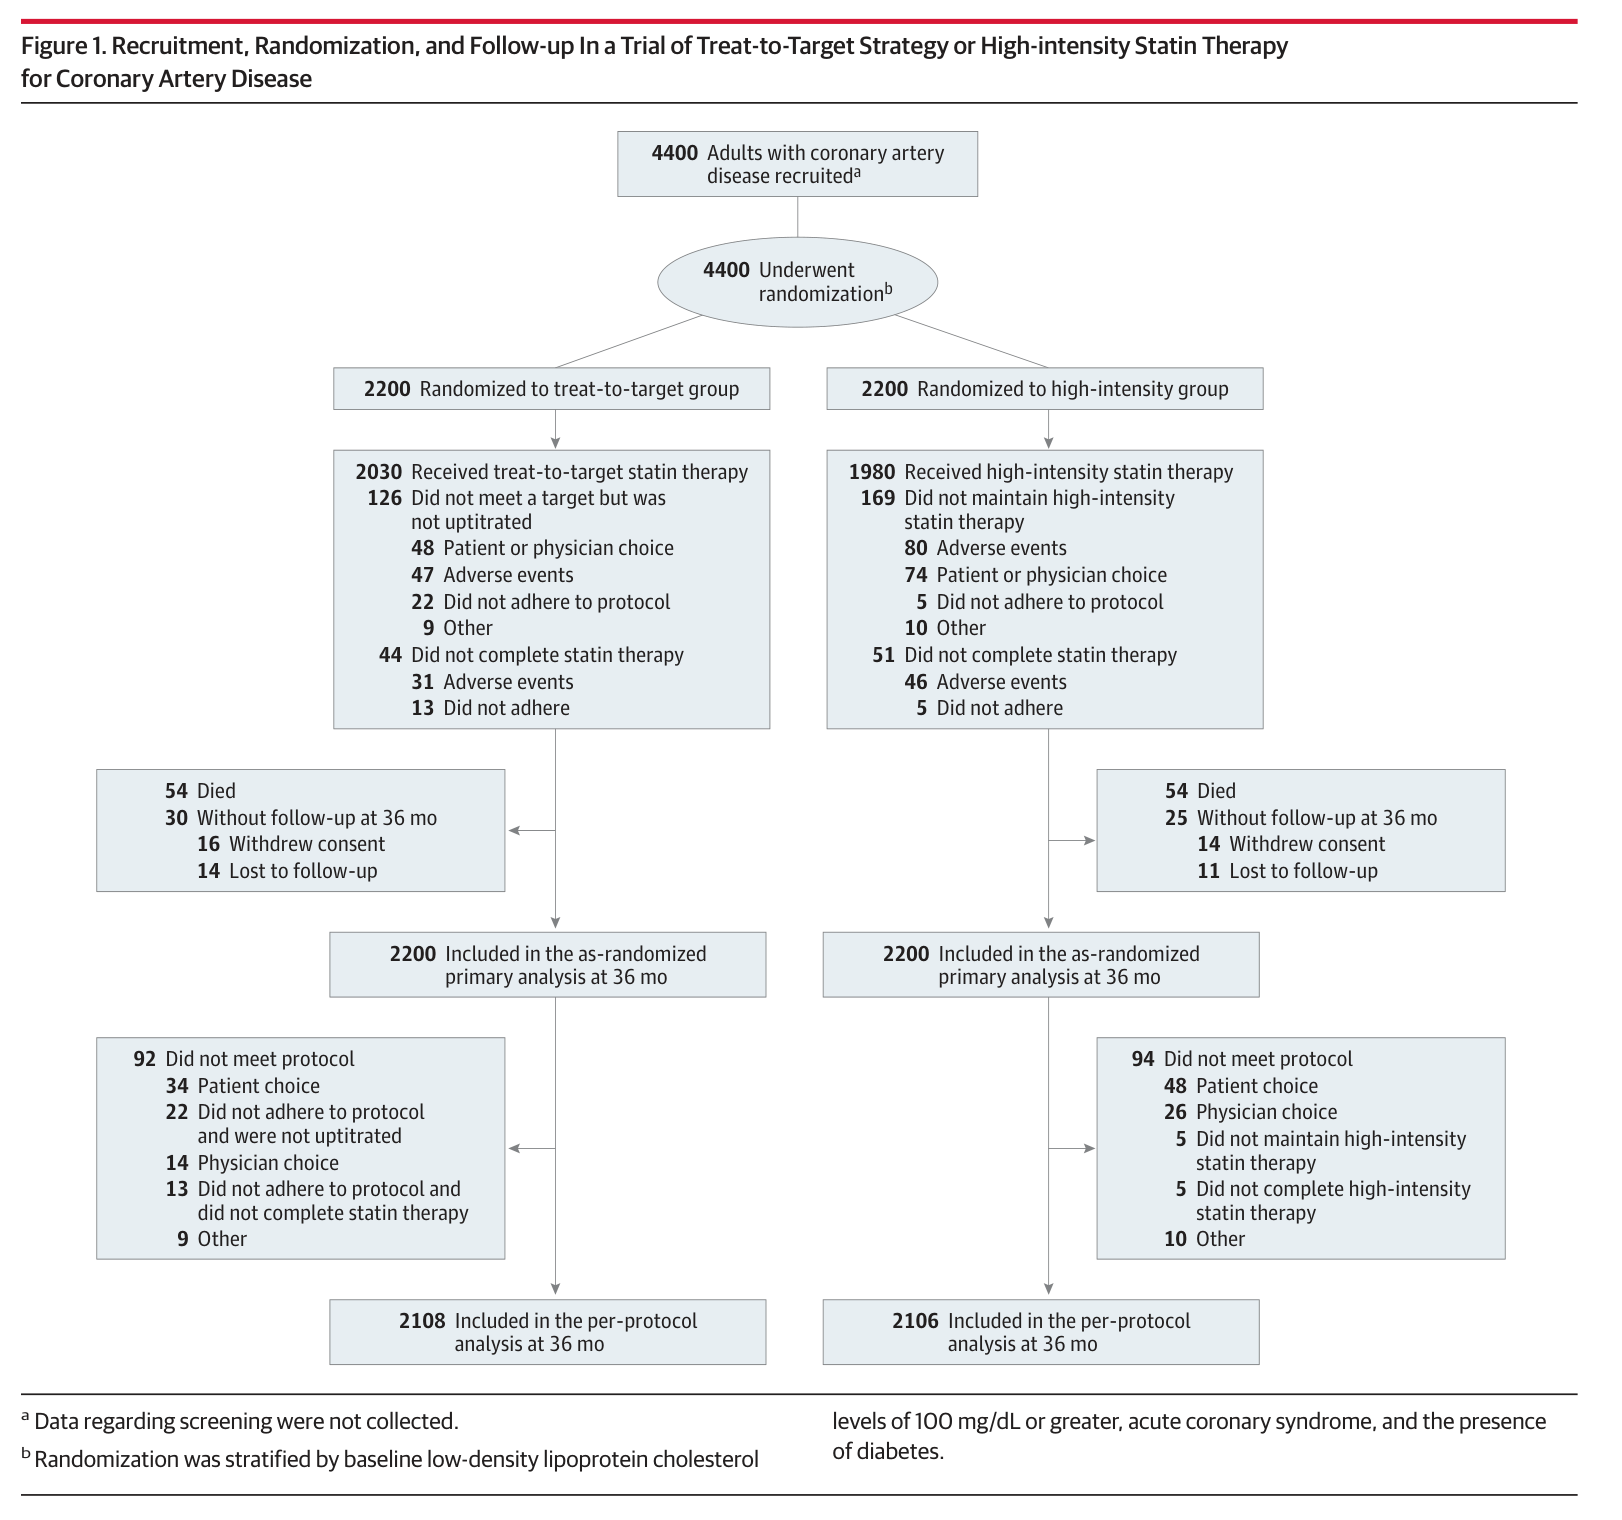 Figure 1. Recruitment, Randomization, and Follow-up In a Trial of Treat-to-Target Strategy or High-intensity Statin Therapy
for Coronary Artery Disease
4400 Adults with coronary artery
disease recruited^a
4400 Underwent
randomization^b
2200 Randomized to treat-to-target group
2030 Received treat-to-target statin therapy
126 Did not meet a target but was
not uptitrated
48 Patient or physician choice
47 Adverse events
22 Did not adhere to protocol
9 Other
44 Did not complete statin therapy
31 Adverse events
13 Did not adhere
2200 Randomized to high-intensity group
1980 Received high-intensity statin therapy
169 Did not maintain high-intensity
statin therapy
80 Adverse events
74 Patient or physician choice
5 Did not adhere to protocol
10 Other
51 Did not complete statin therapy
46 Adverse events
5 Did not adhere
54 Died
30 Without follow-up at 36 mo
16 Withdrew consent
14 Lost to follow-up
54 Died
25 Without follow-up at 36 mo
14 Withdrew consent
11 Lost to follow-up
2200 Included in the as-randomized
primary analysis at 36 mo
2200 Included in the as-randomized
primary analysis at 36 mo
92 Did not meet protocol
34 Patient choice
22 Did not adhere to protocol
and were not uptitrated
14 Physician choice
13 Did not adhere to protocol and
did not complete statin therapy
9 Other
94 Did not meet protocol
48 Patient choice
26 Physician choice
5 Did not maintain high-intensity
statin therapy
5 Did not complete high-intensity
statin therapy
10 Other
2108 Included in the per-protocol
analysis at 36 mo
2106 Included in the per-protocol
analysis at 36 mo
^a Data regarding screening were not collected.
^b Randomization was stratified by baseline low-density lipoprotein cholesterol
levels of 100 mg/dL or greater, acute coronary syndrome, and the presence
of diabetes.